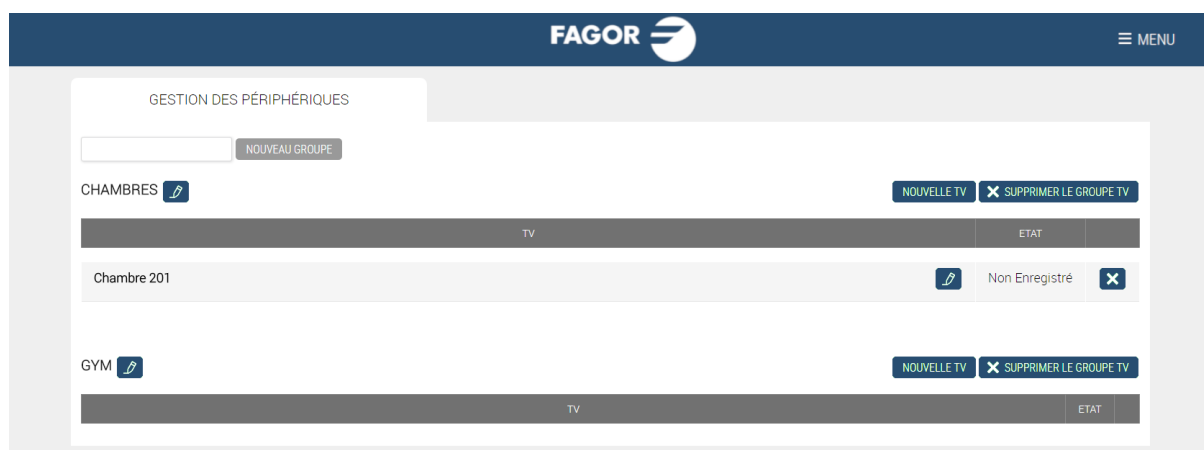 FAGOR
MENU
GESTION DES PÉRIPHÉRIQUES
NOUVEAU GROUPE
CHAMBRES NOUVELLE TV SUPPRIMER LE GROUPE TV
TV ETAT
Chambre 201 Non Enregistré
GYM NOUVELLE TV SUPPRIMER LE GROUPE TV
TV ETAT